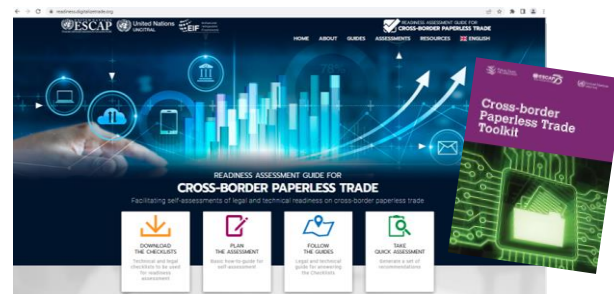 readiness.digitalizetrade.org
ESCAP
United Nations
UNCITRAL
EIF
READINESS ASSESSMENT GUIDE FOR
CROSS-BORDER PAPERLESS TRADE
HOME ABOUT GUIDES ASSESSMENTS RESOURCES ENGLISH
READINESS ASSESSMENT GUIDE FOR
CROSS-BORDER PAPERLESS TRADE
Facilitating self-assessments of legal and technical readiness on cross-border paperless trade
DOWNLOAD
THE CHECKLISTS
Technical and legal
checklists to be used
for readiness
assessment
PLAN
THE ASSESSMENT
Basic how-to guide for
self-assessment
FOLLOW
THE GUIDES
Legal and technical
guide for answering
the Checklists
TAKE
QUICK ASSESSMENT
Generate a set of
recommendations
ESCAP
Cross-border
Paperless Trade
Toolkit